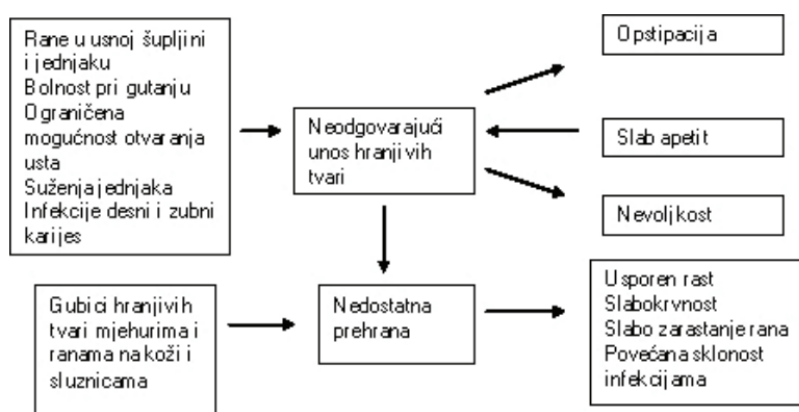 Rane u usnoj šupljini
i jednjaku
Bolnost pri gutanju
Ograničena
mogućnost otvaranja
usta
Suženja jednjaka
Infekcije desni i zubni
karijes
Neodgovarajući
unos hranjivih
tvari
Opstipacija
Slab apetit
Nevoljkost
Gubici hranjivih
tvari mjehurima i
ranama na koži i
sluznicama
Nedostatna
prehrana
Usporen rast
Slabokrvnost
Slabo zarastanje rana
Povećana sklonost
infekcijama